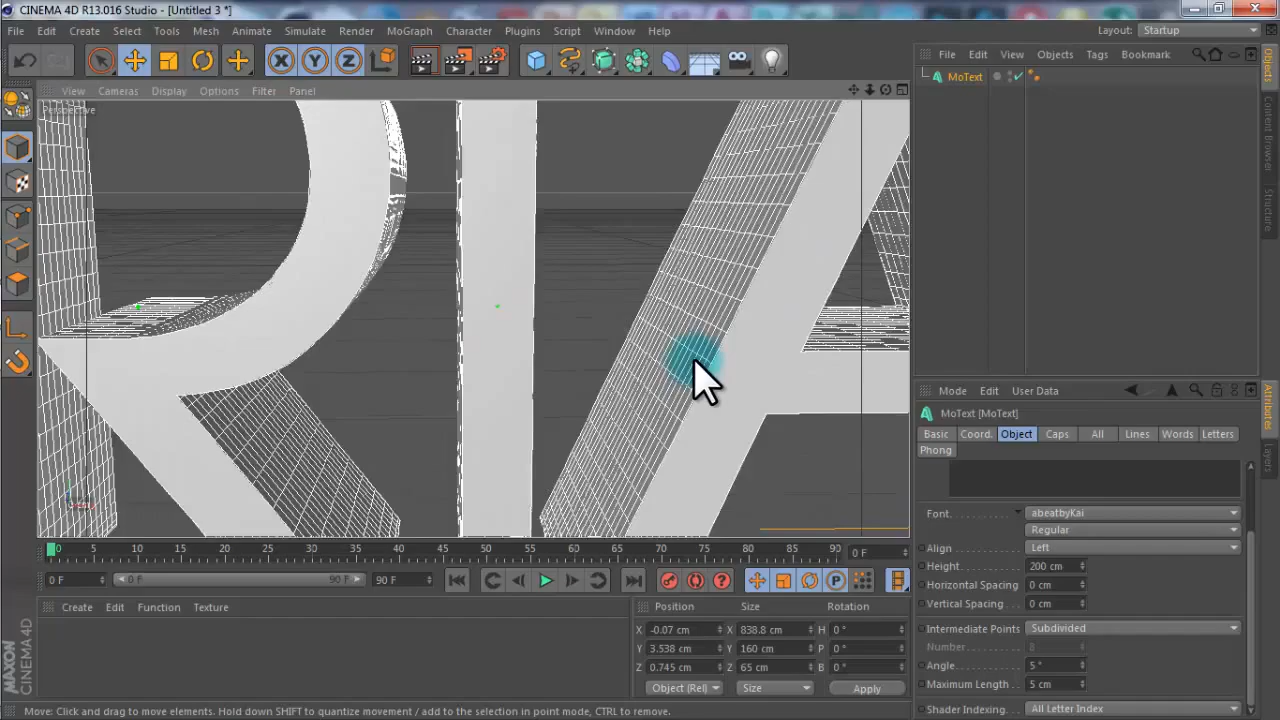 CINEMA 4D R13.016 Studio - [Untitled 3 *]
File Edit Create Select Tools Mesh Animate Simulate Render MoGraph Character Plugins Script Window Help
Layout: Startup
X Y Z
File Edit View Objects Tags Bookmark
View Cameras Display Options Filter Panel
MoText
Perspective
Objects
Content Browser
Structure
Mode Edit User Data
MoText [MoText]
Basic Coord. Object Caps All Lines Words Letters
Phong
Attributes
Layers
Font abeatbyKai
Regular
Align Left
Height 200 cm
Horizontal Spacing 0 cm
Vertical Spacing 0 cm
Intermediate Points Subdivided
Number 8
Angle 5 °
Maximum Length 5 cm
Shader Indexing All Letter Index
0 5 10 15 20 25 30 35 40 45 50 55 60 65 70 75 80 85 90 0 F
0 F 0 F 90 F 90 F
P
Create Edit Function Texture
Position Size Rotation
X -0.07 cm X 838.8 cm H 0 °
Y 3.538 cm Y 160 cm P 0 °
Z 0.745 cm Z 65 cm B 0 °
Object (Rel) Size Apply
MAXON
CINEMA 4D
Move: Click and drag to move elements. Hold down SHIFT to quantize movement / add to the selection in point mode, CTRL to remove.